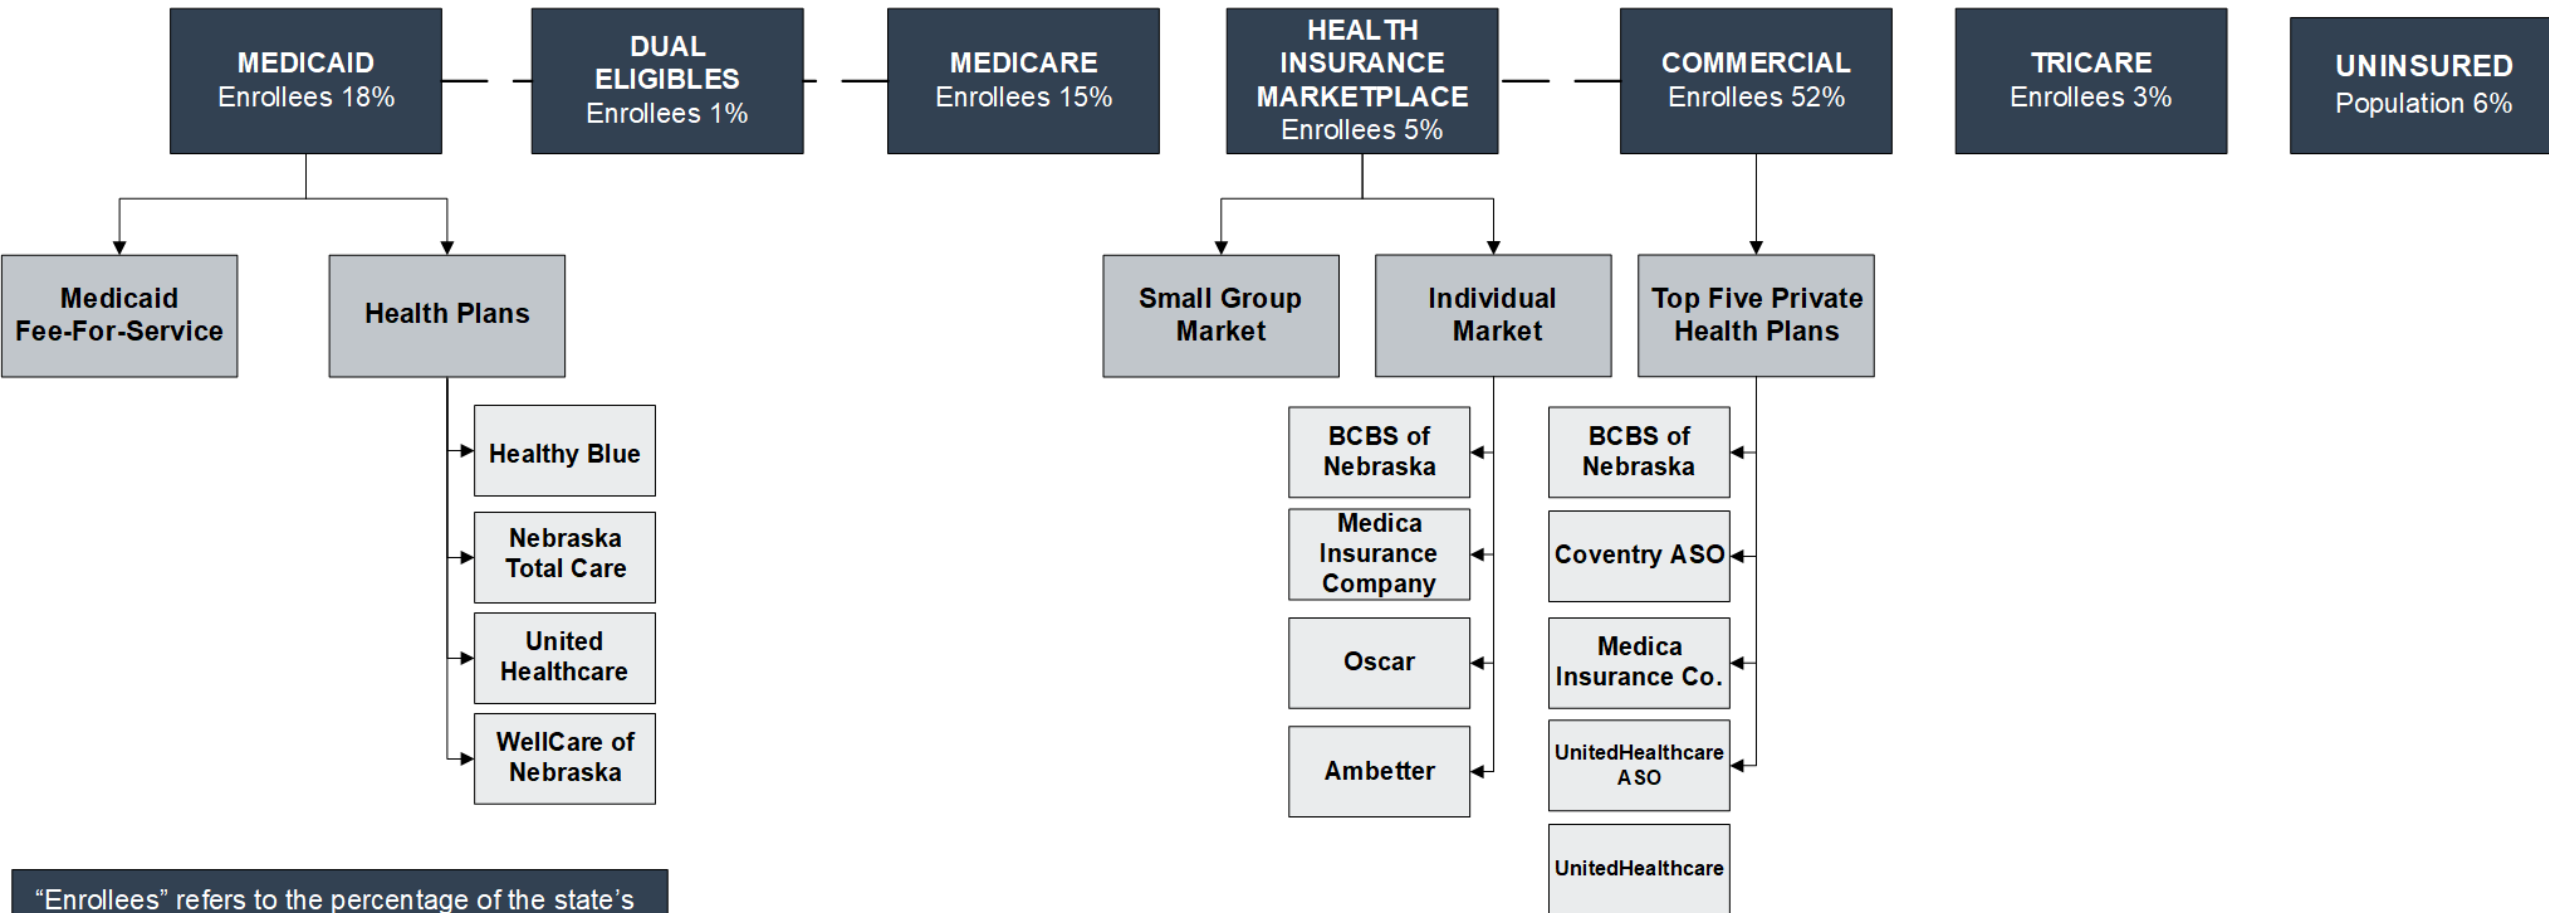 MEDICAID
Enrollees 18%
DUAL
ELIGIBLES
Enrollees 1%
MEDICARE
Enrollees 15%
HEALTH
INSURANCE
MARKETPLACE
Enrollees 5%
COMMERCIAL
Enrollees 52%
TRICARE
Enrollees 3%
UNINSURED
Population 6%
Medicaid
Fee-For-Service
Health Plans
Small Group
Market
Individual
Market
Top Five Private
Health Plans
Healthy Blue
Nebraska
Total Care
United
Healthcare
WellCare of
Nebraska
BCBS of
Nebraska
Medica
Insurance
Company
Oscar
Ambetter
BCBS of
Nebraska
Coventry ASO
Medica
Insurance Co.
UnitedHealthcare
ASO
UnitedHealthcare
“Enrollees” refers to the percentage of the state’s